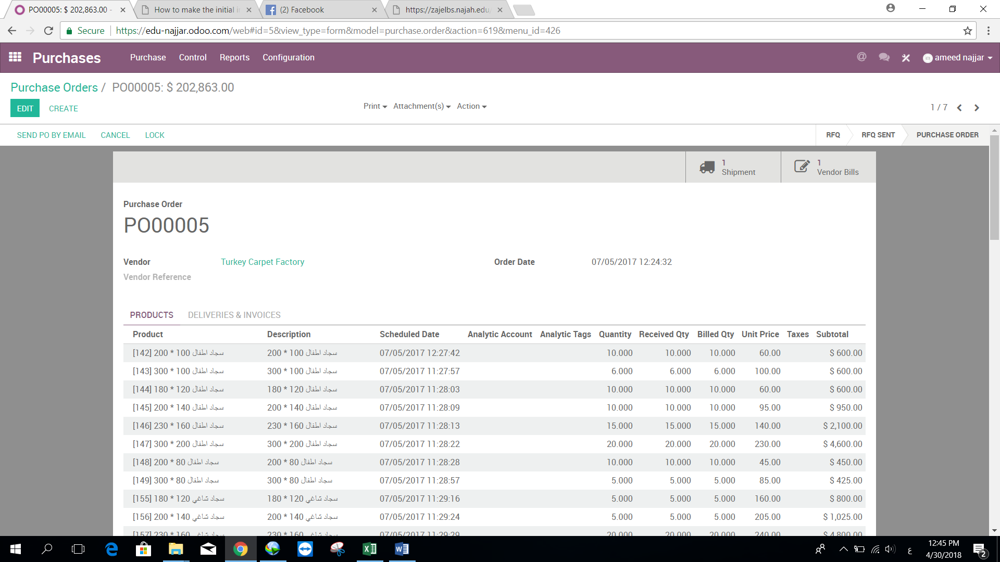 PO00005: $ 202,863.00 -
How to make the initial i
(2) Facebook
https://zajelbs.najah.edu
Secure
https://edu-najjar.odoo.com/web#id=5&view_type=form&model=purchase.order&action=619&menu_id=426
Purchases Purchase Control Reports Configuration @ ameed najjar
Purchase Orders / PO00005: $ 202,863.00
EDIT CREATE Print Attachment(s) Action 1 / 7
SEND PO BY EMAIL CANCEL LOCK RFQ RFQ SENT PURCHASE ORDER
1 Shipment
1 Vendor Bills
Purchase Order
PO00005
Vendor Turkey Carpet Factory Order Date 07/05/2017 12:24:32
Vendor Reference
PRODUCTS DELIVERIES & INVOICES
Product Description Scheduled Date Analytic Account Analytic Tags Quantity Received Qty Billed Qty Unit Price Taxes Subtotal
[142] سجاد اطفال 100 * 200 سجاد اطفال 100 * 200 07/05/2017 12:27:42 10.000 10.000 10.000 60.00 $ 600.00
[143] سجاد اطفال 100 * 300 سجاد اطفال 100 * 300 07/05/2017 11:27:57 6.000 6.000 6.000 100.00 $ 600.00
[144] سجاد اطفال 120 * 180 سجاد اطفال 120 * 180 07/05/2017 11:28:03 10.000 10.000 10.000 60.00 $ 600.00
[145] سجاد اطفال 140 * 200 سجاد اطفال 140 * 200 07/05/2017 11:28:09 10.000 10.000 10.000 95.00 $ 950.00
[146] سجاد اطفال 160 * 230 سجاد اطفال 160 * 230 07/05/2017 11:28:13 15.000 15.000 15.000 140.00 $ 2,100.00
[147] سجاد اطفال 200 * 300 سجاد اطفال 200 * 300 07/05/2017 11:28:22 20.000 20.000 20.000 230.00 $ 4,600.00
[148] سجاد اطفال 80 * 200 سجاد اطفال 80 * 200 07/05/2017 11:28:28 10.000 10.000 10.000 45.00 $ 450.00
[149] سجاد اطفال 80 * 300 سجاد اطفال 80 * 300 07/05/2017 11:28:57 5.000 5.000 5.000 85.00 $ 425.00
[155] سجاد شاغي 120 * 180 سجاد شاغي 120 * 180 07/05/2017 11:29:16 5.000 5.000 5.000 160.00 $ 800.00
[156] سجاد شاغي 140 * 200 سجاد شاغي 140 * 200 07/05/2017 11:29:24 5.000 5.000 5.000 205.00 $ 1,025.00
[157] سجاد شاغي 160 * 230 سجاد شاغي 160 * 230 07/05/2017 11:29:29 20.000 20.000 20.000 240.00 $ 4,800.00
ع
12:45 PM
4/30/2018
2